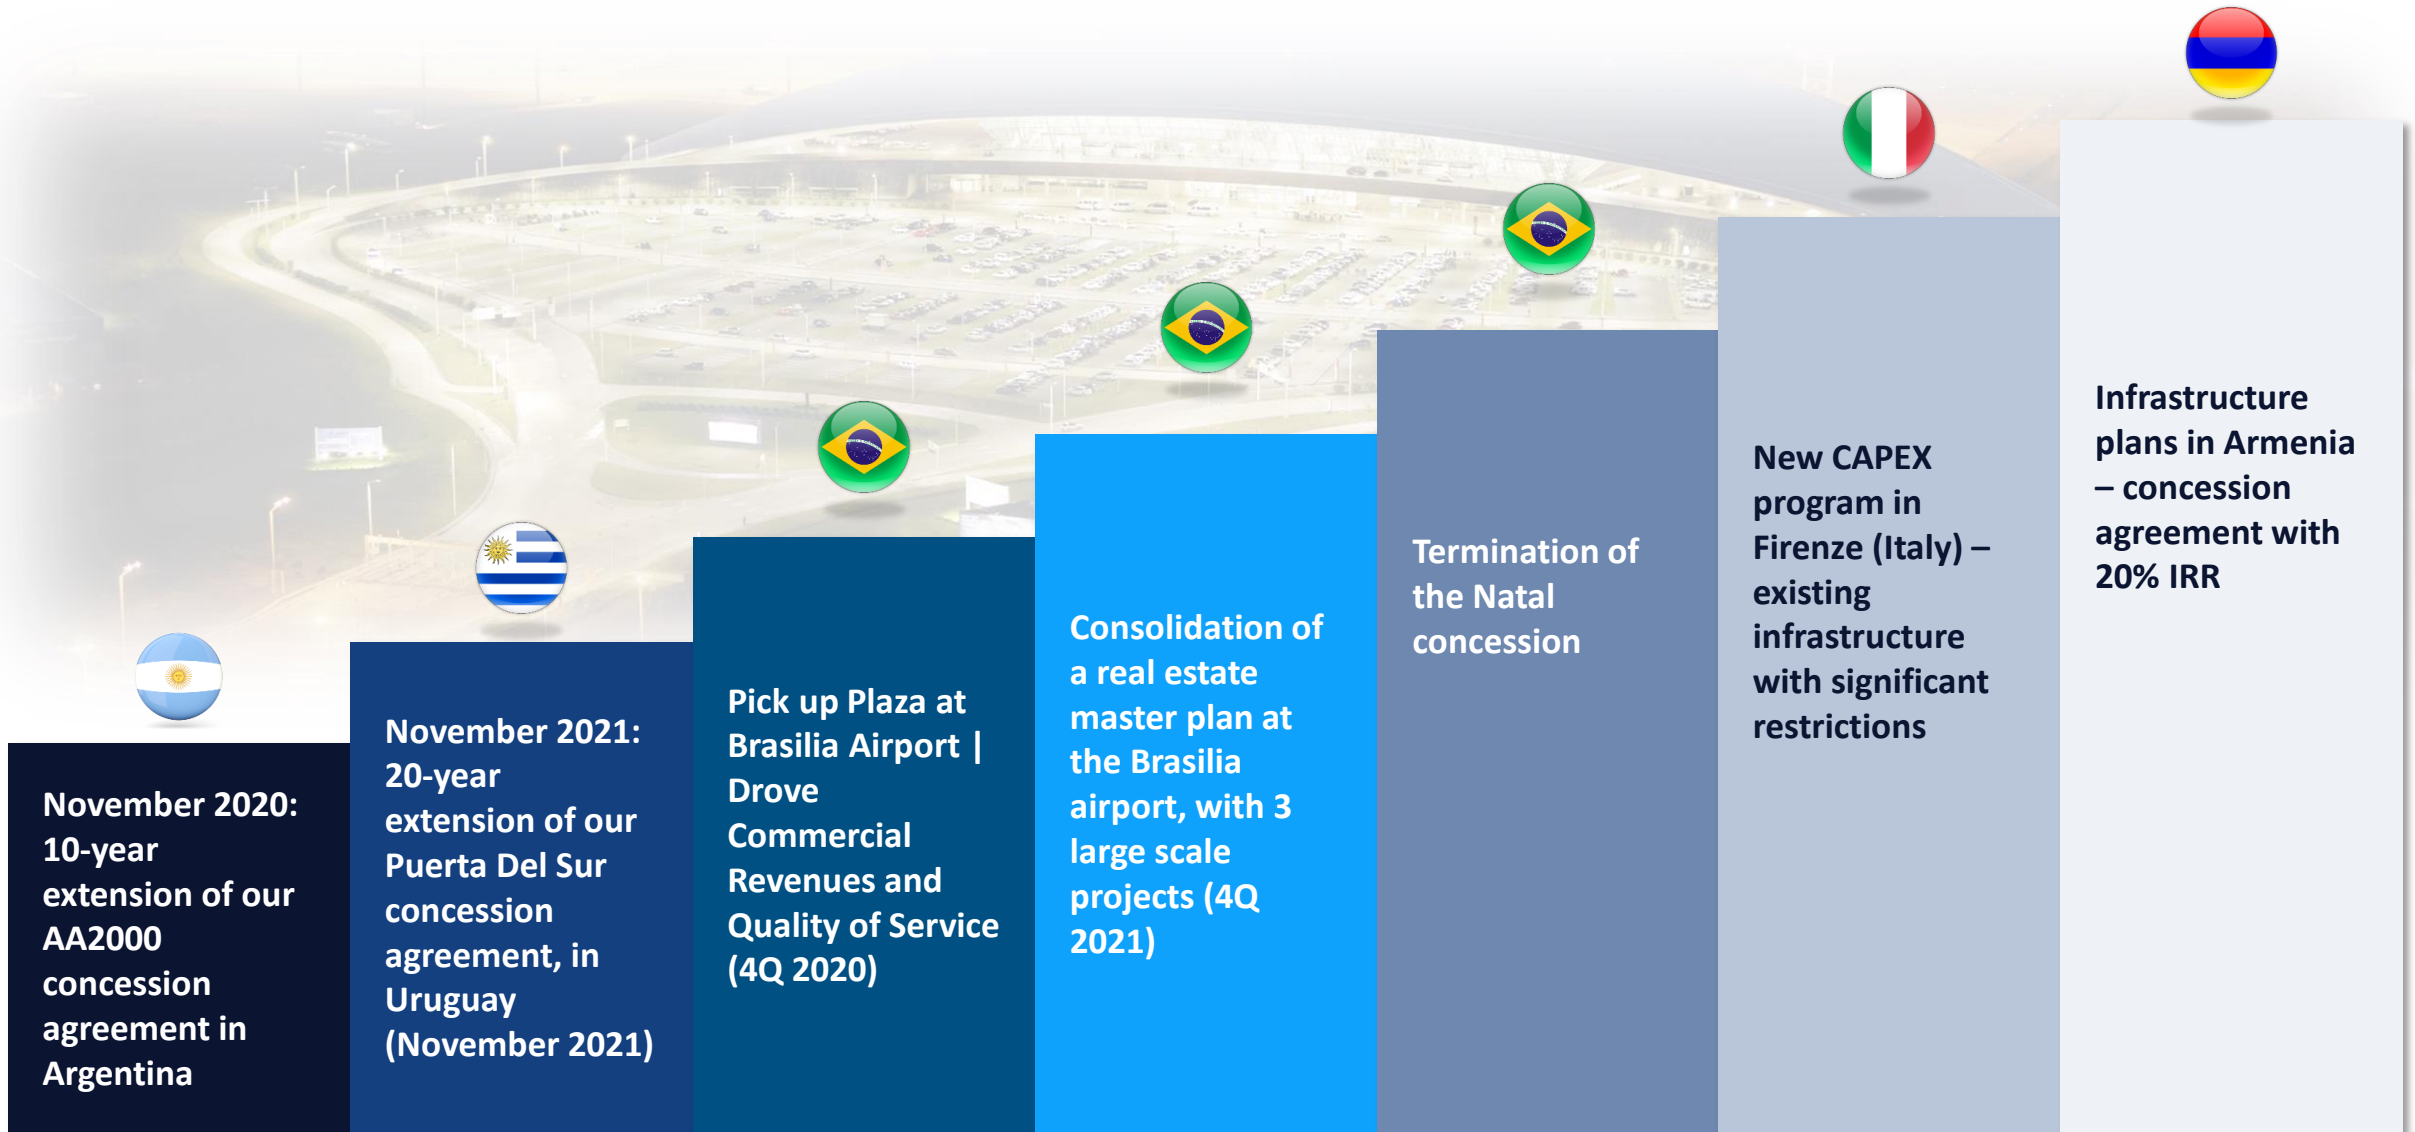 November 2020:
10-year
extension of our
AA2000
concession
agreement in
Argentina
November 2021:
20-year
extension of our
Puerta Del Sur
concession
agreement, in
Uruguay
(November 2021)
Pick up Plaza at
Brasilia Airport |
Drove
Commercial
Revenues and
Quality of Service
(4Q 2020)
Consolidation of
a real estate
master plan at
the Brasilia
airport, with 3
large scale
projects (4Q
2021)
Termination of
the Natal
concession
New CAPEX
program in
Firenze (Italy) –
existing
infrastructure
with significant
restrictions
Infrastructure
plans in Armenia
– concession
agreement with
20% IRR